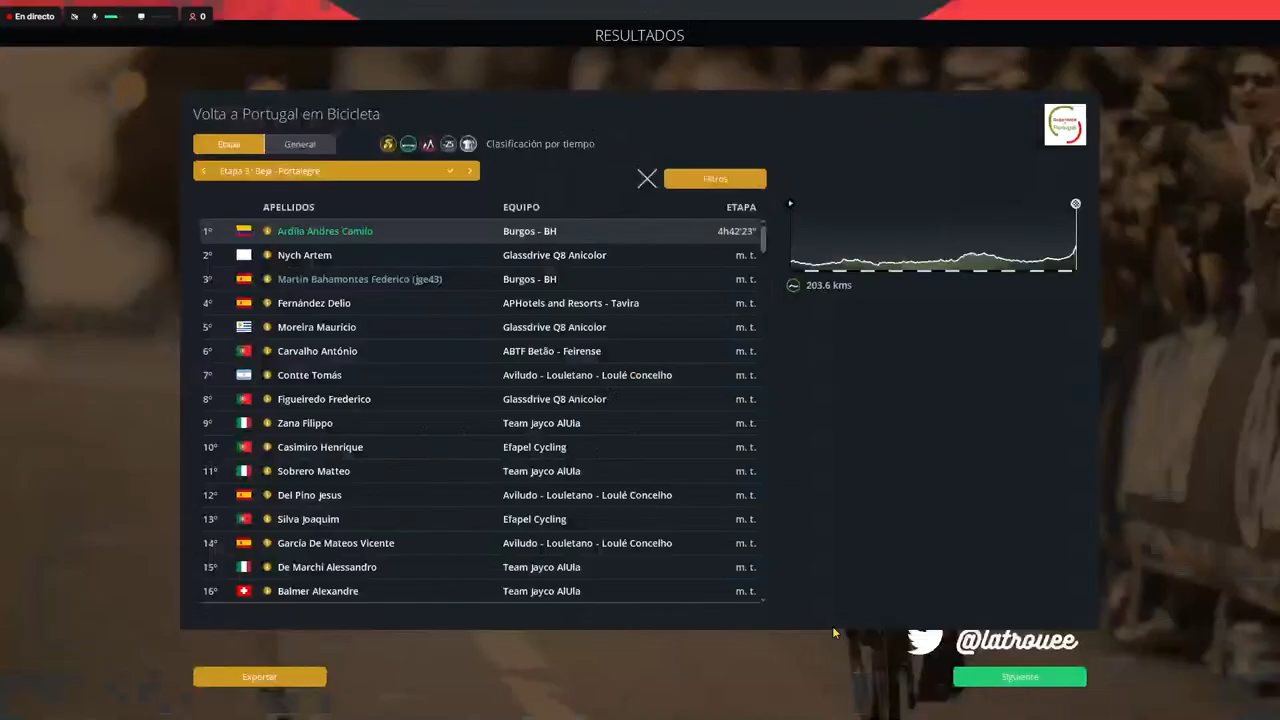 En directo
0
RESULTADOS
Volta a Portugal em Bicicleta
Etapa General -25 Clasificación por tiempo
Etapa 3: Beja - Portalegre
Filtros
APELLIDOS EQUIPO ETAPA
1º Ardila Andres Camilo Burgos - BH 4h42'23"
2º Nych Artem Glassdrive Q8 Anicolor m. t.
3º Martin Bahamontes Federico (jge43) Burgos - BH m. t.
4º Fernández Delio APHotels and Resorts - Tavira m. t.
5º Moreira Mauricio Glassdrive Q8 Anicolor m. t.
6º Carvalho António ABTF Betão - Feirense m. t.
7º Contte Tomás Aviludo - Louletano - Loulé Concelho m. t.
8º Figueiredo Frederico Glassdrive Q8 Anicolor m. t.
9º Zana Filippo Team Jayco AlUla m. t.
10º Casimiro Henrique Efapel Cycling m. t.
11º Sobrero Matteo Team Jayco AlUla m. t.
12º Del Pino Jesus Aviludo - Louletano - Loulé Concelho m. t.
13º Silva Joaquim Efapel Cycling m. t.
14º García De Mateos Vicente Aviludo - Louletano - Loulé Concelho m. t.
15º De Marchi Alessandro Team Jayco AlUla m. t.
16º Balmer Alexandre Team Jayco AlUla m. t.
203.6 kms
@latrouee
Exportar
Siguiente